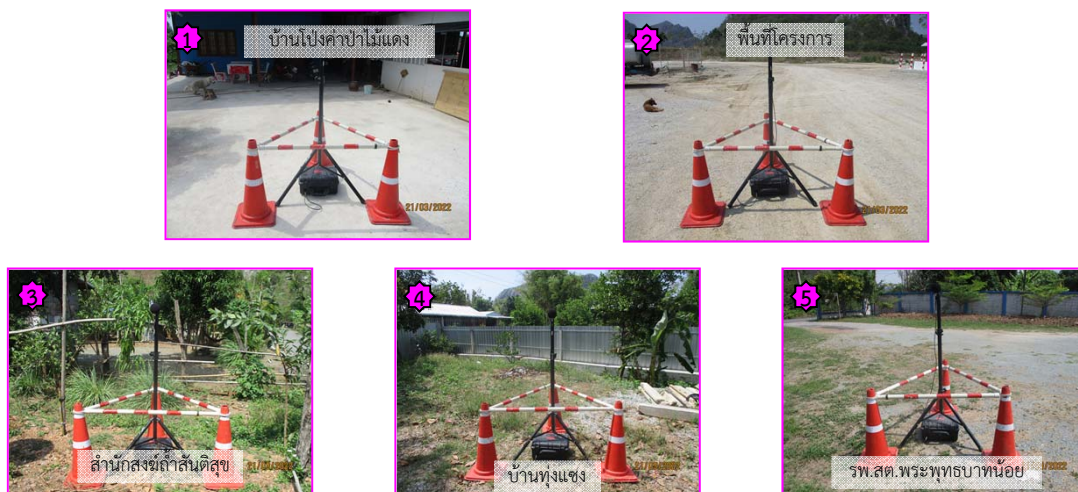 1
บ้านโป่งค่าป่าไม้แดง
21/03/2022
2
พื้นที่โครงการ
/03/2022
3
สำนักสงฆ์ถ้ำสันติสุข
4
บ้านทุ่งแซง
5
รพ.สต.พระพุทธบาทน้อย